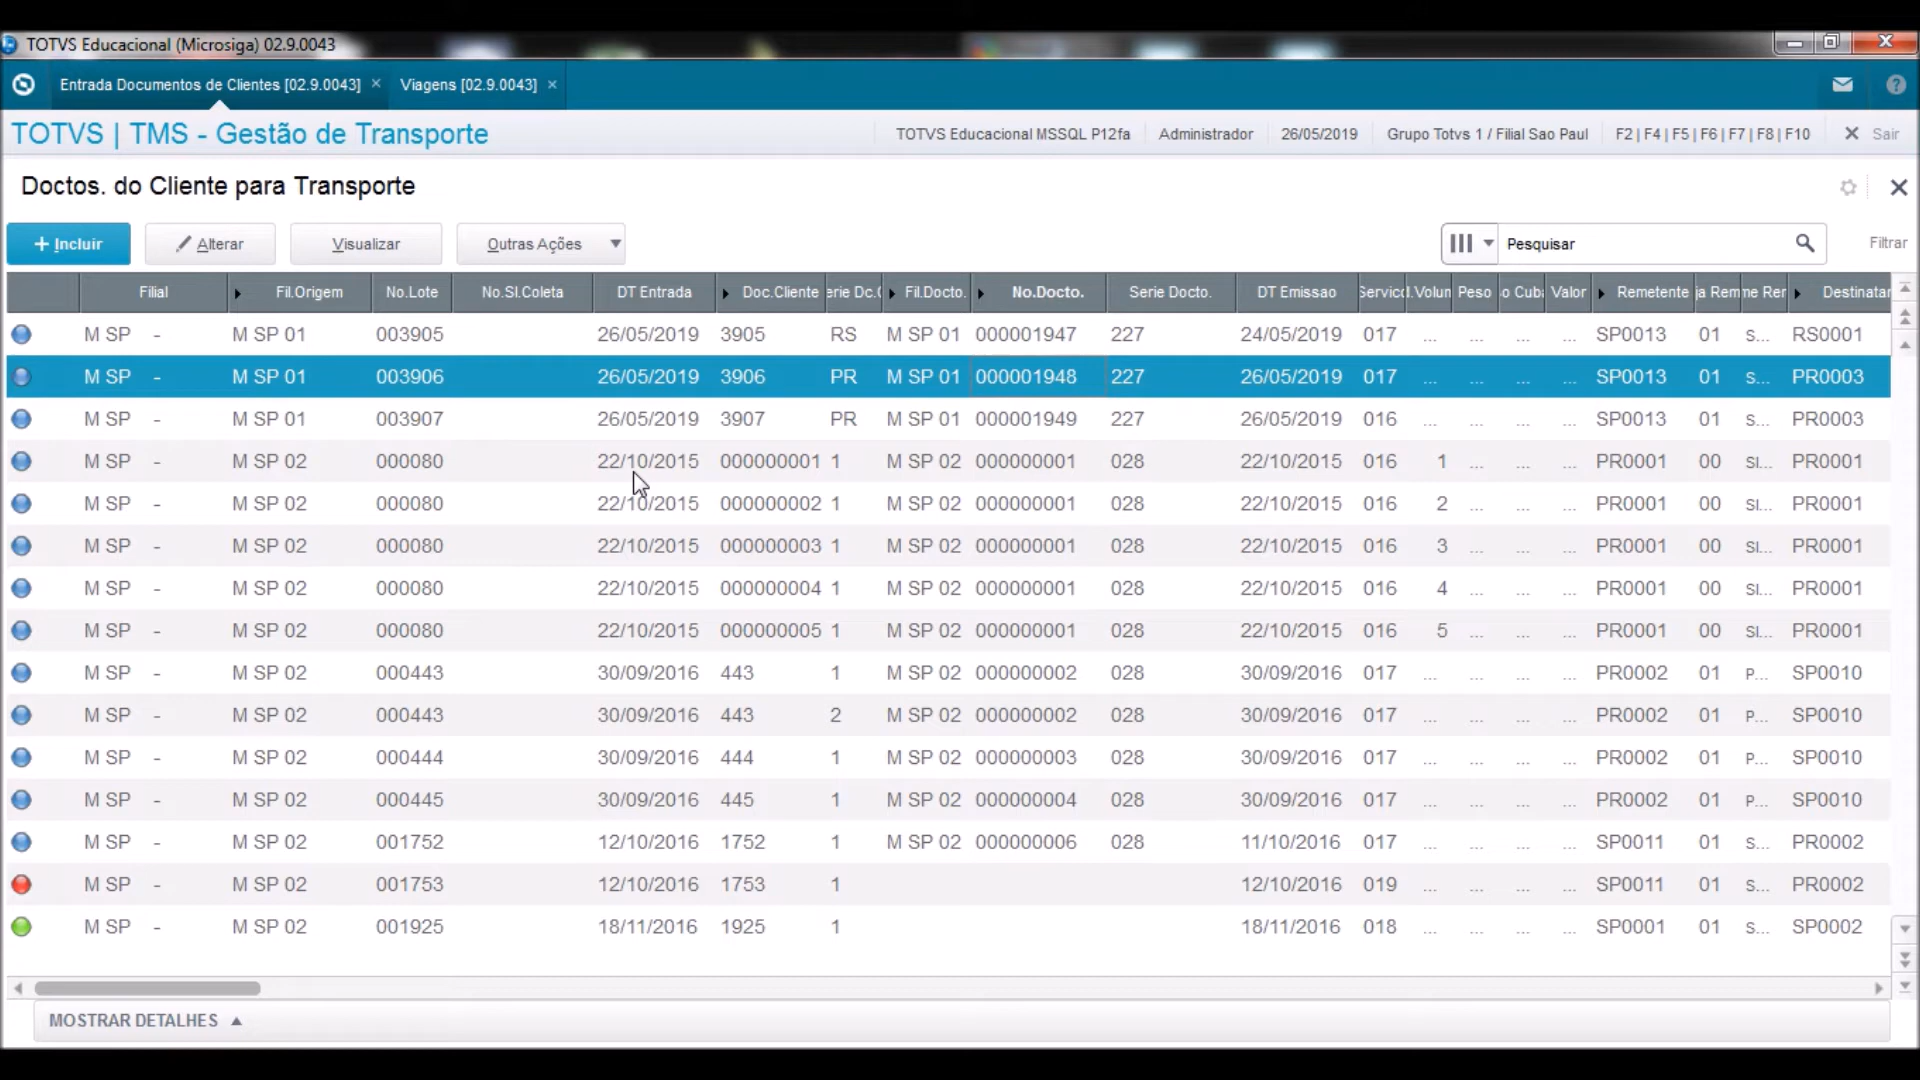 TOTVS Educacional (Microsiga) 02.9.0043
Entrada Documentos de Clientes [02.9.0043] × Viagens [02.9.0043] ×
TOTVS | TMS - Gestão de Transporte TOTVS Educacional MSSQL P12fa Administrador 26/05/2019 Grupo Totvs 1 / Filial Sao Paul F2 | F4 | F5 | F6 | F7 | F8 | F10 Sair
Doctos. do Cliente para Transporte
+ Incluir Alterar Visualizar Outras Ações Pesquisar Filtrar
Filial Fil.Origem No.Lote No.Sl.Coleta DT Entrada Doc.Cliente erie Dc.C Fil.Docto. No.Docto. Serie Docto. DT Emissao Servico l.Volun Peso o Cuba Valor Remetente ja Rem me Rer Destinatar
M SP - M SP 01 003905 26/05/2019 3905 RS M SP 01 000001947 227 24/05/2019 017 ... ... ... ... SP0013 01 S... RS0001
M SP - M SP 01 003906 26/05/2019 3906 PR M SP 01 000001948 227 26/05/2019 017 ... ... ... ... SP0013 01 S... PR0003
M SP - M SP 01 003907 26/05/2019 3907 PR M SP 01 000001949 227 26/05/2019 016 ... ... ... ... SP0013 01 S... PR0003
M SP - M SP 02 000080 22/10/2015 000000001 1 M SP 02 000000001 028 22/10/2015 016 1 ... ... ... PR0001 00 SI... PR0001
M SP - M SP 02 000080 22/10/2015 000000002 1 M SP 02 000000001 028 22/10/2015 016 2 ... ... ... PR0001 00 SI... PR0001
M SP - M SP 02 000080 22/10/2015 000000003 1 M SP 02 000000001 028 22/10/2015 016 3 ... ... ... PR0001 00 SI... PR0001
M SP - M SP 02 000080 22/10/2015 000000004 1 M SP 02 000000001 028 22/10/2015 016 4 ... ... ... PR0001 00 SI... PR0001
M SP - M SP 02 000080 22/10/2015 000000005 1 M SP 02 000000001 028 22/10/2015 016 5 ... ... ... PR0001 00 SI... PR0001
M SP - M SP 02 000443 30/09/2016 443 1 M SP 02 000000002 028 30/09/2016 017 ... ... ... ... PR0002 01 P... SP0010
M SP - M SP 02 000443 30/09/2016 443 2 M SP 02 000000002 028 30/09/2016 017 ... ... ... ... PR0002 01 P... SP0010
M SP - M SP 02 000444 30/09/2016 444 1 M SP 02 000000003 028 30/09/2016 017 ... ... ... ... PR0002 01 P... SP0010
M SP - M SP 02 000445 30/09/2016 445 1 M SP 02 000000004 028 30/09/2016 017 ... ... ... ... PR0002 01 P... SP0010
M SP - M SP 02 001752 12/10/2016 1752 1 M SP 02 000000006 028 11/10/2016 017 ... ... ... ... SP0011 01 S... PR0002
M SP - M SP 02 001753 12/10/2016 1753 1 12/10/2016 019 ... ... ... ... SP0011 01 S... PR0002
M SP - M SP 02 001925 18/11/2016 1925 1 18/11/2016 018 ... ... ... ... SP0001 01 S... SP0002
MOSTRAR DETALHES